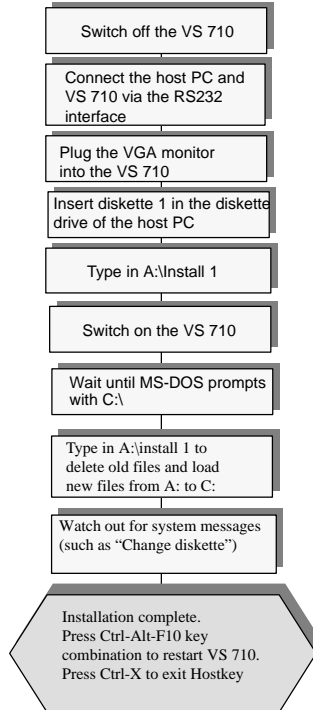 Switch off the VS 710
Connect the host PC and
VS 710 via the RS232
interface
Plug the VGA monitor
into the VS 710
Insert diskette 1 in the diskette
drive of the host PC
Type in A:\Install 1
Switch on the VS 710
Wait until MS-DOS prompts
with C:\
Type in A:\install 1 to
delete old files and load
new files from A: to C:
Watch out for system messages
(such as “Change diskette”)
Installation complete.
Press Ctrl-Alt-F10 key
combination to restart VS 710.
Press Ctrl-X to exit Hostkey